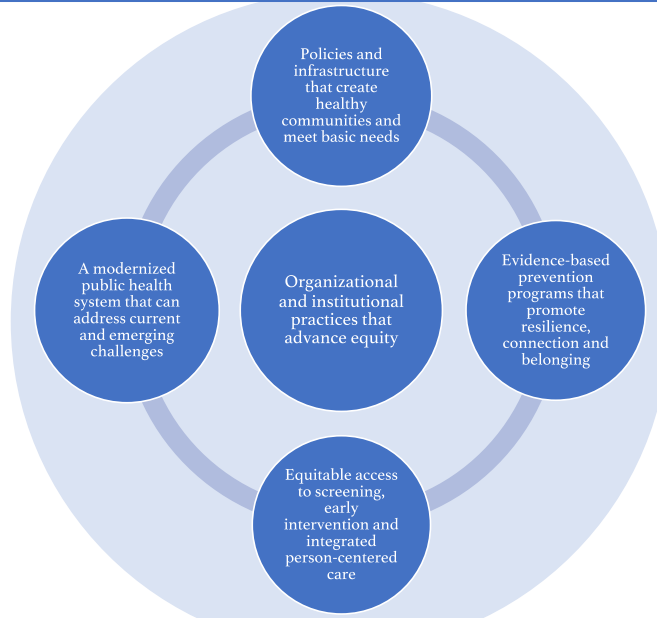 Policies and
infrastructure
that create
healthy
communities and
meet basic needs
A modernized
public health
system that can
address current
and emerging
challenges
Organizational
and institutional
practices that
advance equity
Evidence-based
prevention
programs that
promote
resilience,
connection and
belonging
Equitable access
to screening,
early
intervention and
integrated
person-centered
care